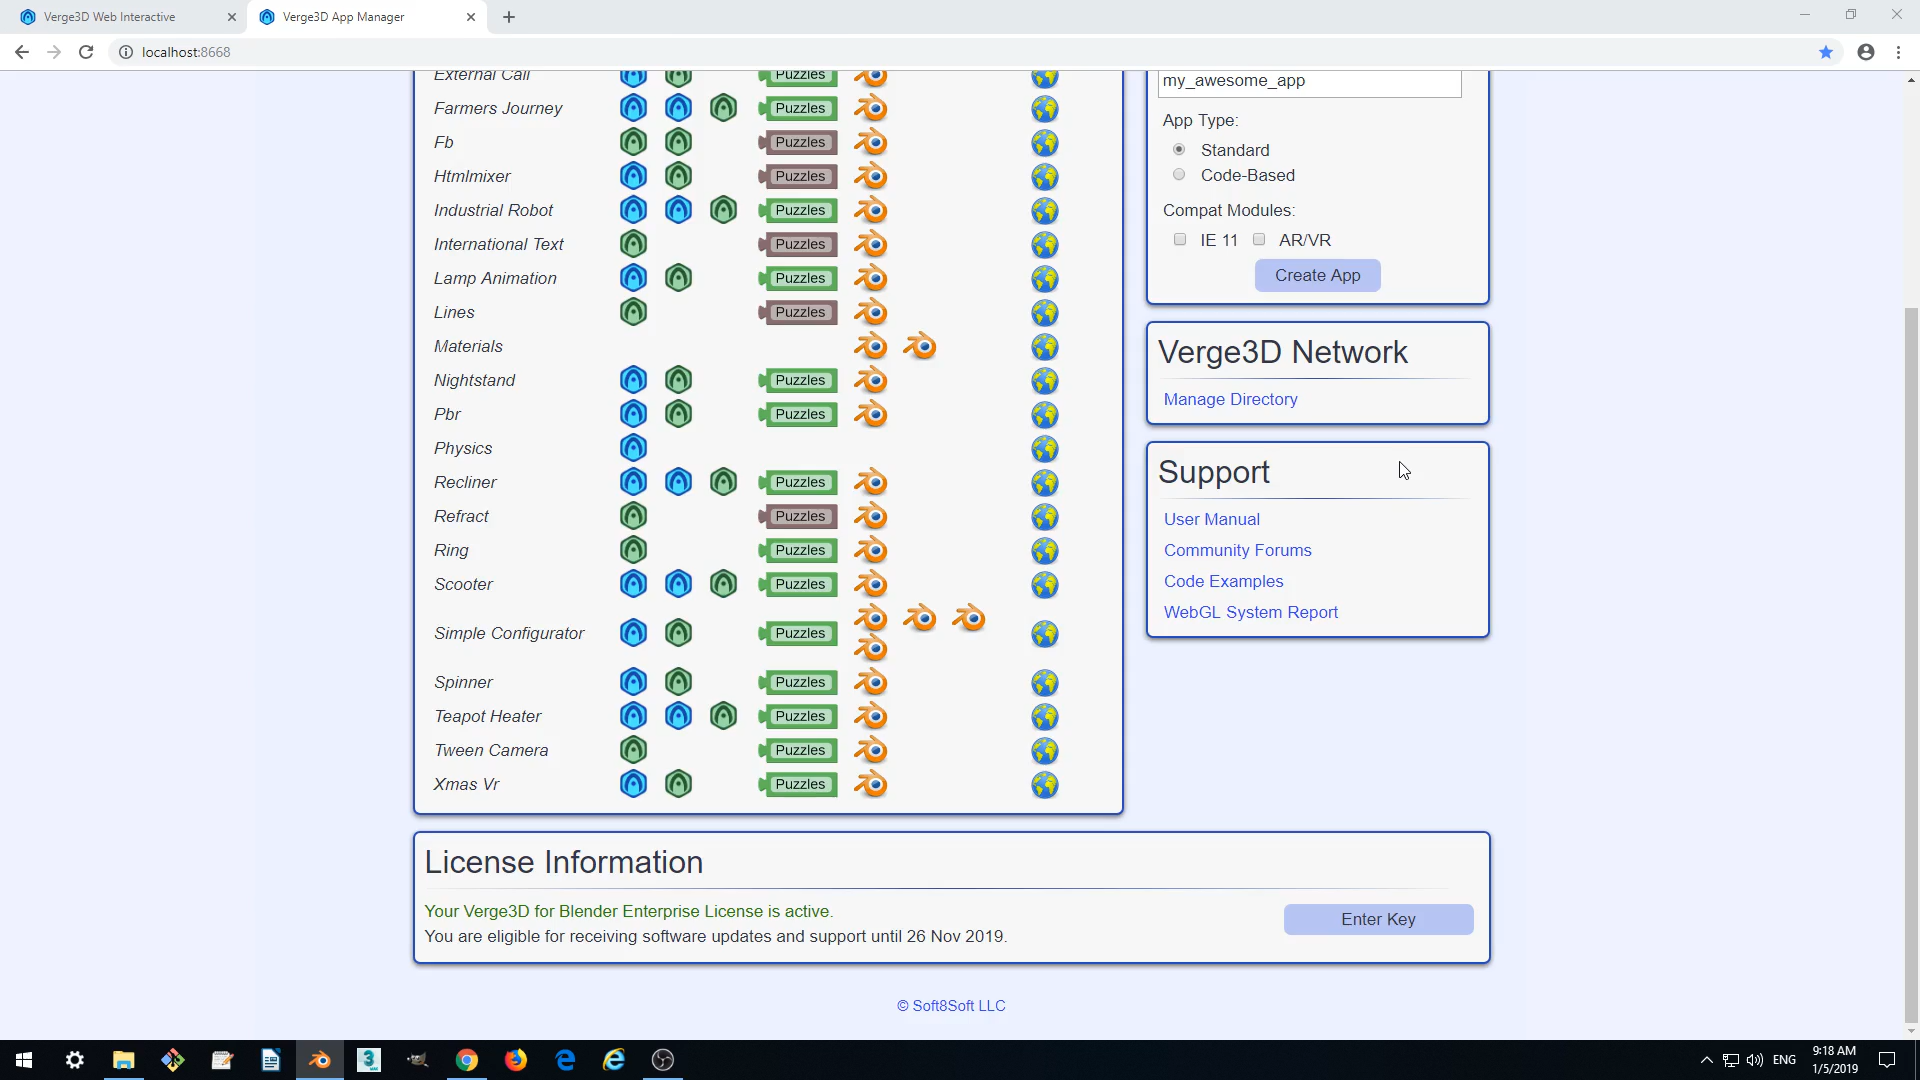 Verge3D Web Interactive
Verge3D App Manager
localhost:8668
External Call Puzzles
Farmers Journey Puzzles
Fb Puzzles
Htmlmixer Puzzles
Industrial Robot Puzzles
International Text Puzzles
Lamp Animation Puzzles
Lines Puzzles
Materials
Nightstand Puzzles
Pbr Puzzles
Physics
Recliner Puzzles
Refract Puzzles
Ring Puzzles
Scooter Puzzles
Simple Configurator Puzzles
Spinner Puzzles
Teapot Heater Puzzles
Tween Camera Puzzles
Xmas Vr Puzzles
my_awesome_app
App Type:
Standard
Code-Based
Compat Modules:
IE 11 AR/VR
Create App
Verge3D Network
Manage Directory
Support
User Manual
Community Forums
Code Examples
WebGL System Report
License Information
Your Verge3D for Blender Enterprise License is active.
You are eligible for receiving software updates and support until 26 Nov 2019.
Enter Key
© Soft8Soft LLC
3
ENG
9:18 AM
1/5/2019